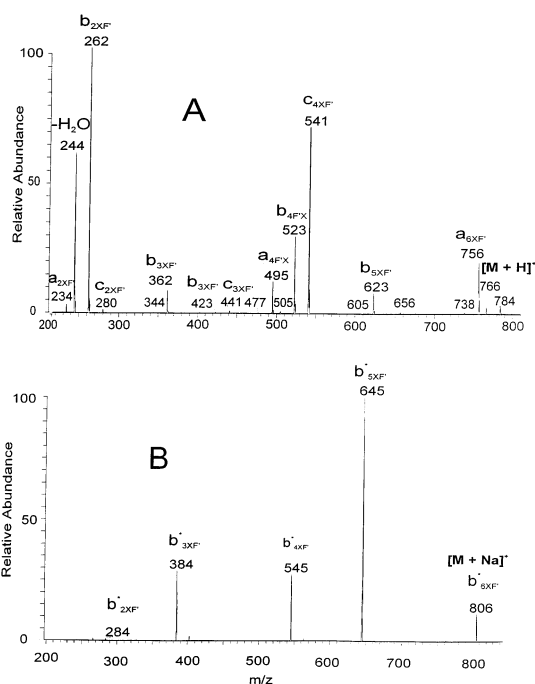 b2XF'
262
100
A
-H2O
244
c4XF'
541
Relative Abundance
50
b4F'X
523
a6XF'
756
b3XF'
362
a4F'X
495
b5XF'
623
[M + H]+
766
a2XF'
234
c2XF'
280
344
b3XF'
423
c3XF'
441
477
505
605
656
738
784
0
200 300 400 500 600 700 800
b*5XF'
645
100
B
Relative Abundance
50
b*3XF'
384
b*4XF'
545
[M + Na]+
b*6XF'
806
b*2XF'
284
0
200 300 400 500 600 700 800
m/z